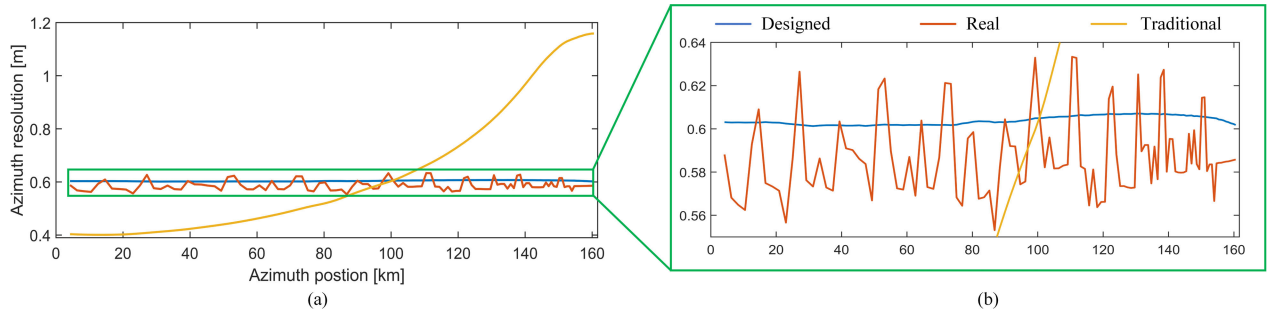 Azimuth resolution [m]
1.2
1
0.8
0.6
0.4
0 20 40 60 80 100 120 140 160
Azimuth postion [km]
(a)
Designed Real Traditional
0.64
0.62
0.6
0.58
0.56
0 20 40 60 80 100 120 140 160
(b)